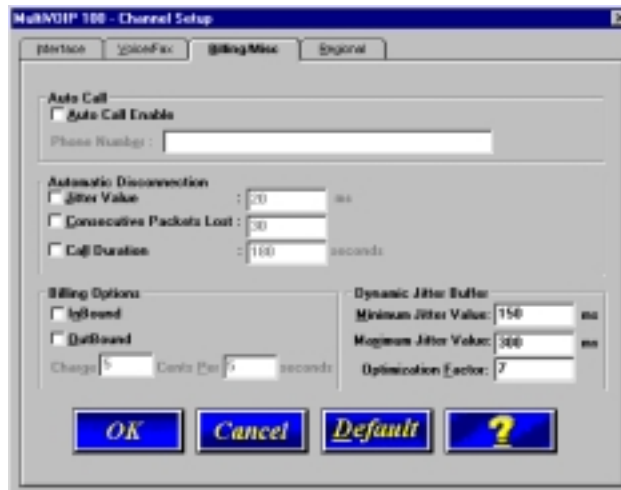 MultiVOIP 100 - Channel Setup
Interface Voice/Fax Billing/Misc Regional
Auto Call
Auto Call Enable
Phone Number :
Automatic Disconnection
Jitter Value : 20 ms
Consecutive Packets Lost : 30
Call Duration : 180 seconds
Billing Options
InBound
OutBound
Charge 5 Cents Per 5 seconds
Dynamic Jitter Buffer
Minimum Jitter Value: 150 ms
Maximum Jitter Value: 300 ms
Optimization Factor: 7
OK Cancel Default ?